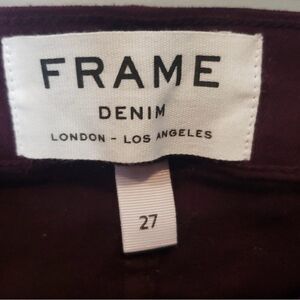 FRAME
DENIM
LONDON - LOS ANGELES
27